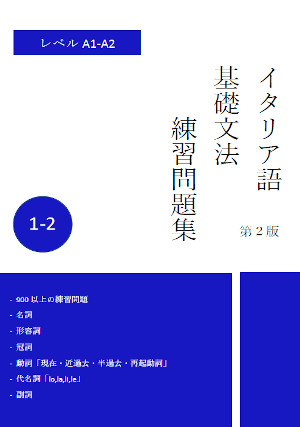 レベル A1-A2
イタリア語
基礎文法
練習問題集
第２版
1-2
- 900 以上の練習問題
- 名詞
- 形容詞
- 冠詞
- 動詞「現在・近過去・半過去・再起動詞」
- 代名詞「lo,la,li,le」
- 副詞